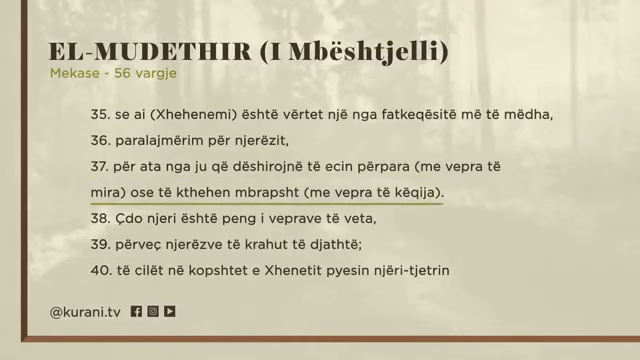 EL-MUDETHIR (I Mbështjelli)
Mekase - 56 vargje
35. se ai (Xhehenemi) është vërtet një nga fatkeqësitë më të mëdha,
36. paralajmërim për njerëzit,
37. për ata nga ju që dëshirojnë të ecin përpara (me vepra të
mira) ose të kthehen mbrapsht (me vepra të këqija).
38. Çdo njeri është peng i veprave të veta,
39. përveç njerëzve të krahut të djathtë;
40. të cilët në kopshtet e Xhenetit pyesin njëri-tjetrin
@kurani.tv